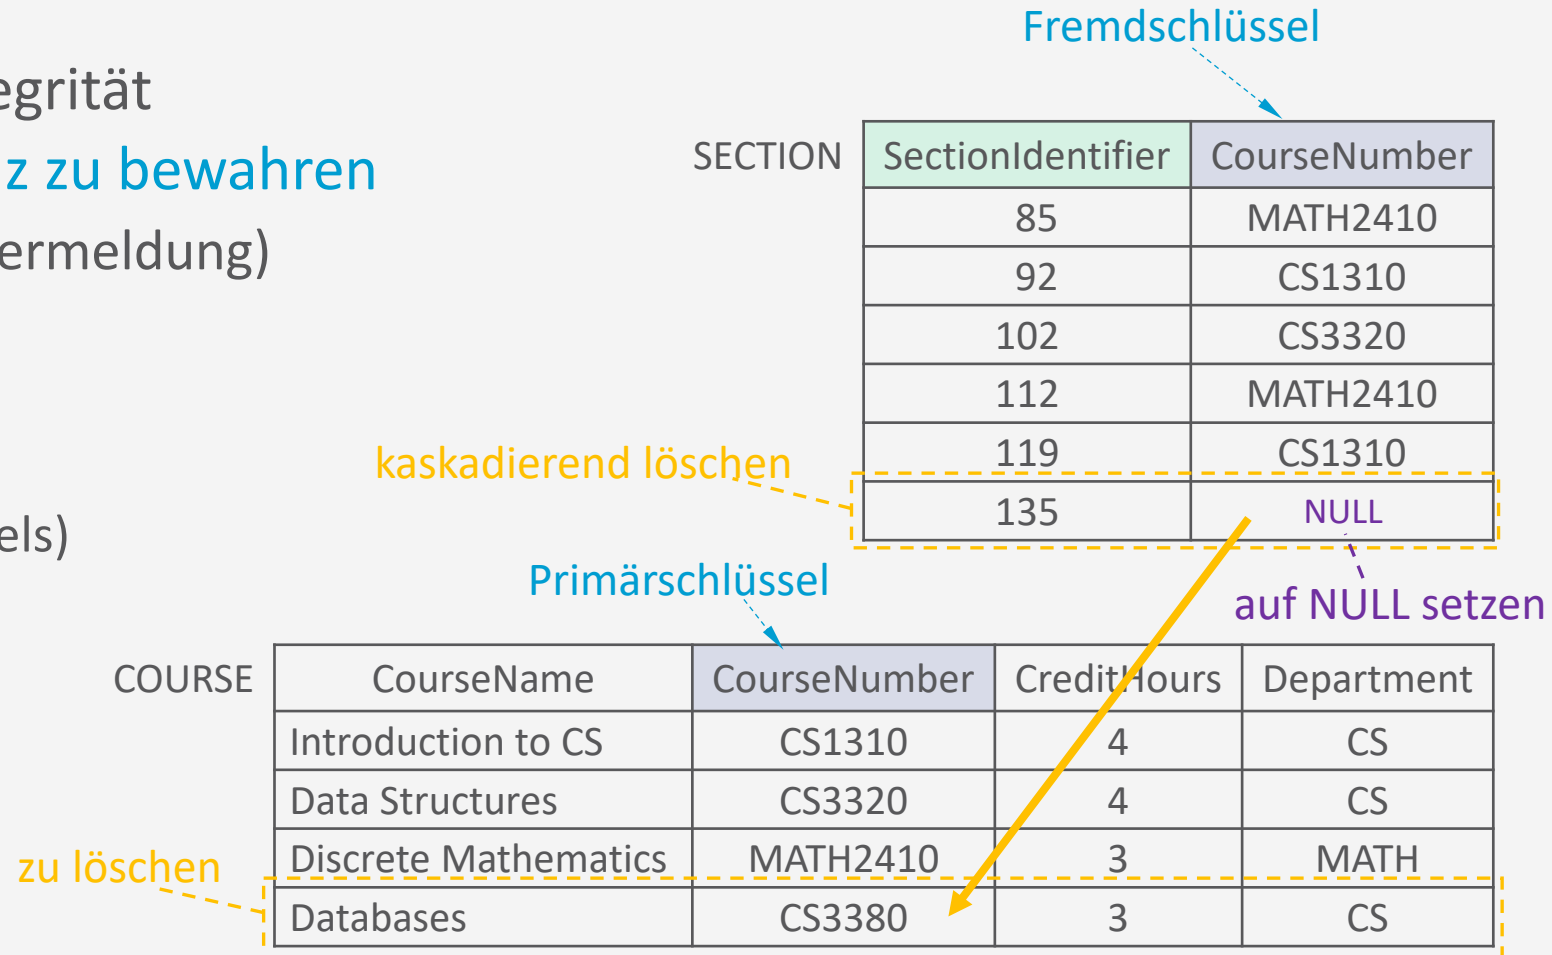 Fremdschlüssel
egrität
z zu bewahren
ermeldung)
els)
SECTION SectionIdentifier CourseNumber
85 MATH2410
92 CS1310
102 CS3320
112 MATH2410
119 CS1310
135 NULL
kaskadierend löschen
auf NULL setzen
Primärschlüssel
COURSE CourseName CourseNumber CreditHours Department
Introduction to CS CS1310 4 CS
Data Structures CS3320 4 CS
Discrete Mathematics MATH2410 3 MATH
Databases CS3380 3 CS
zu löschen